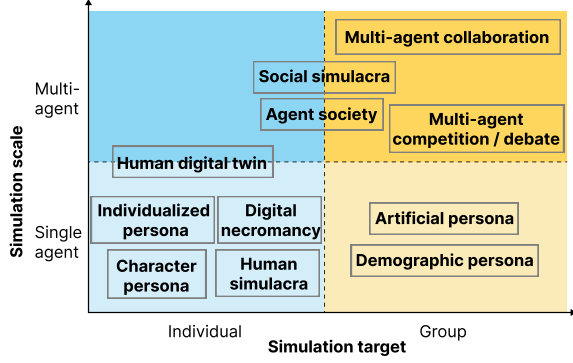 Simulation scale
Multi-
agent
Single
agent
Multi-agent collaboration
Social simulacra
Agent society
Multi-agent
competition / debate
Human digital twin
Individualized
persona
Digital
necromancy
Artificial persona
Character
persona
Human
simulacra
Demographic persona
Individual
Group
Simulation target